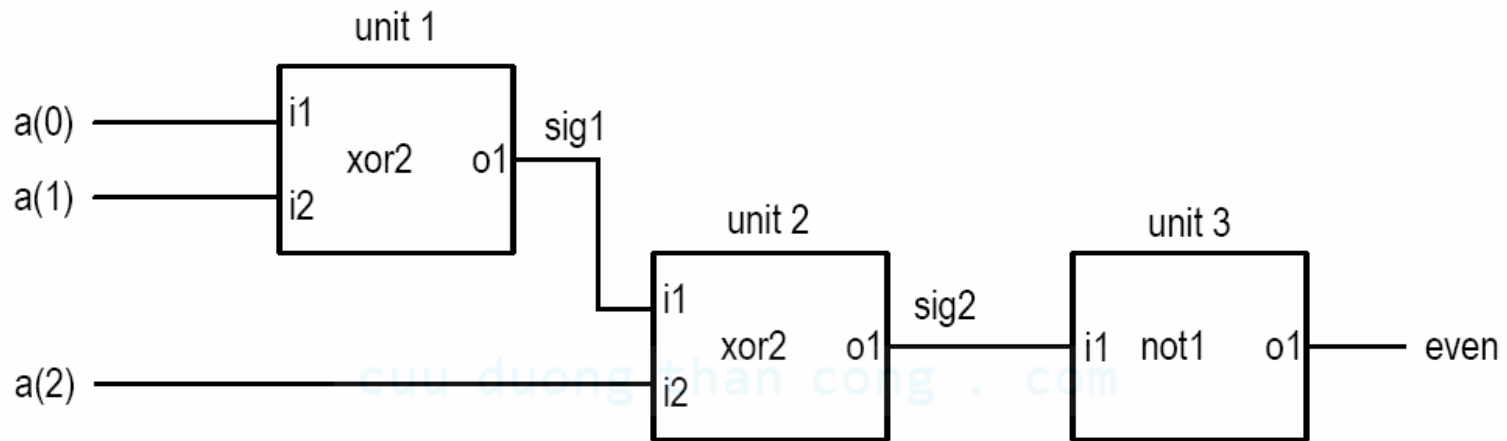 unit 1
a(0)
i1
xor2
o1
sig1
a(1)
i2
unit 2
unit 3
i1
xor2
o1
sig2
i1
not1
o1
even
a(2)
i2
cuu duong than cong . com